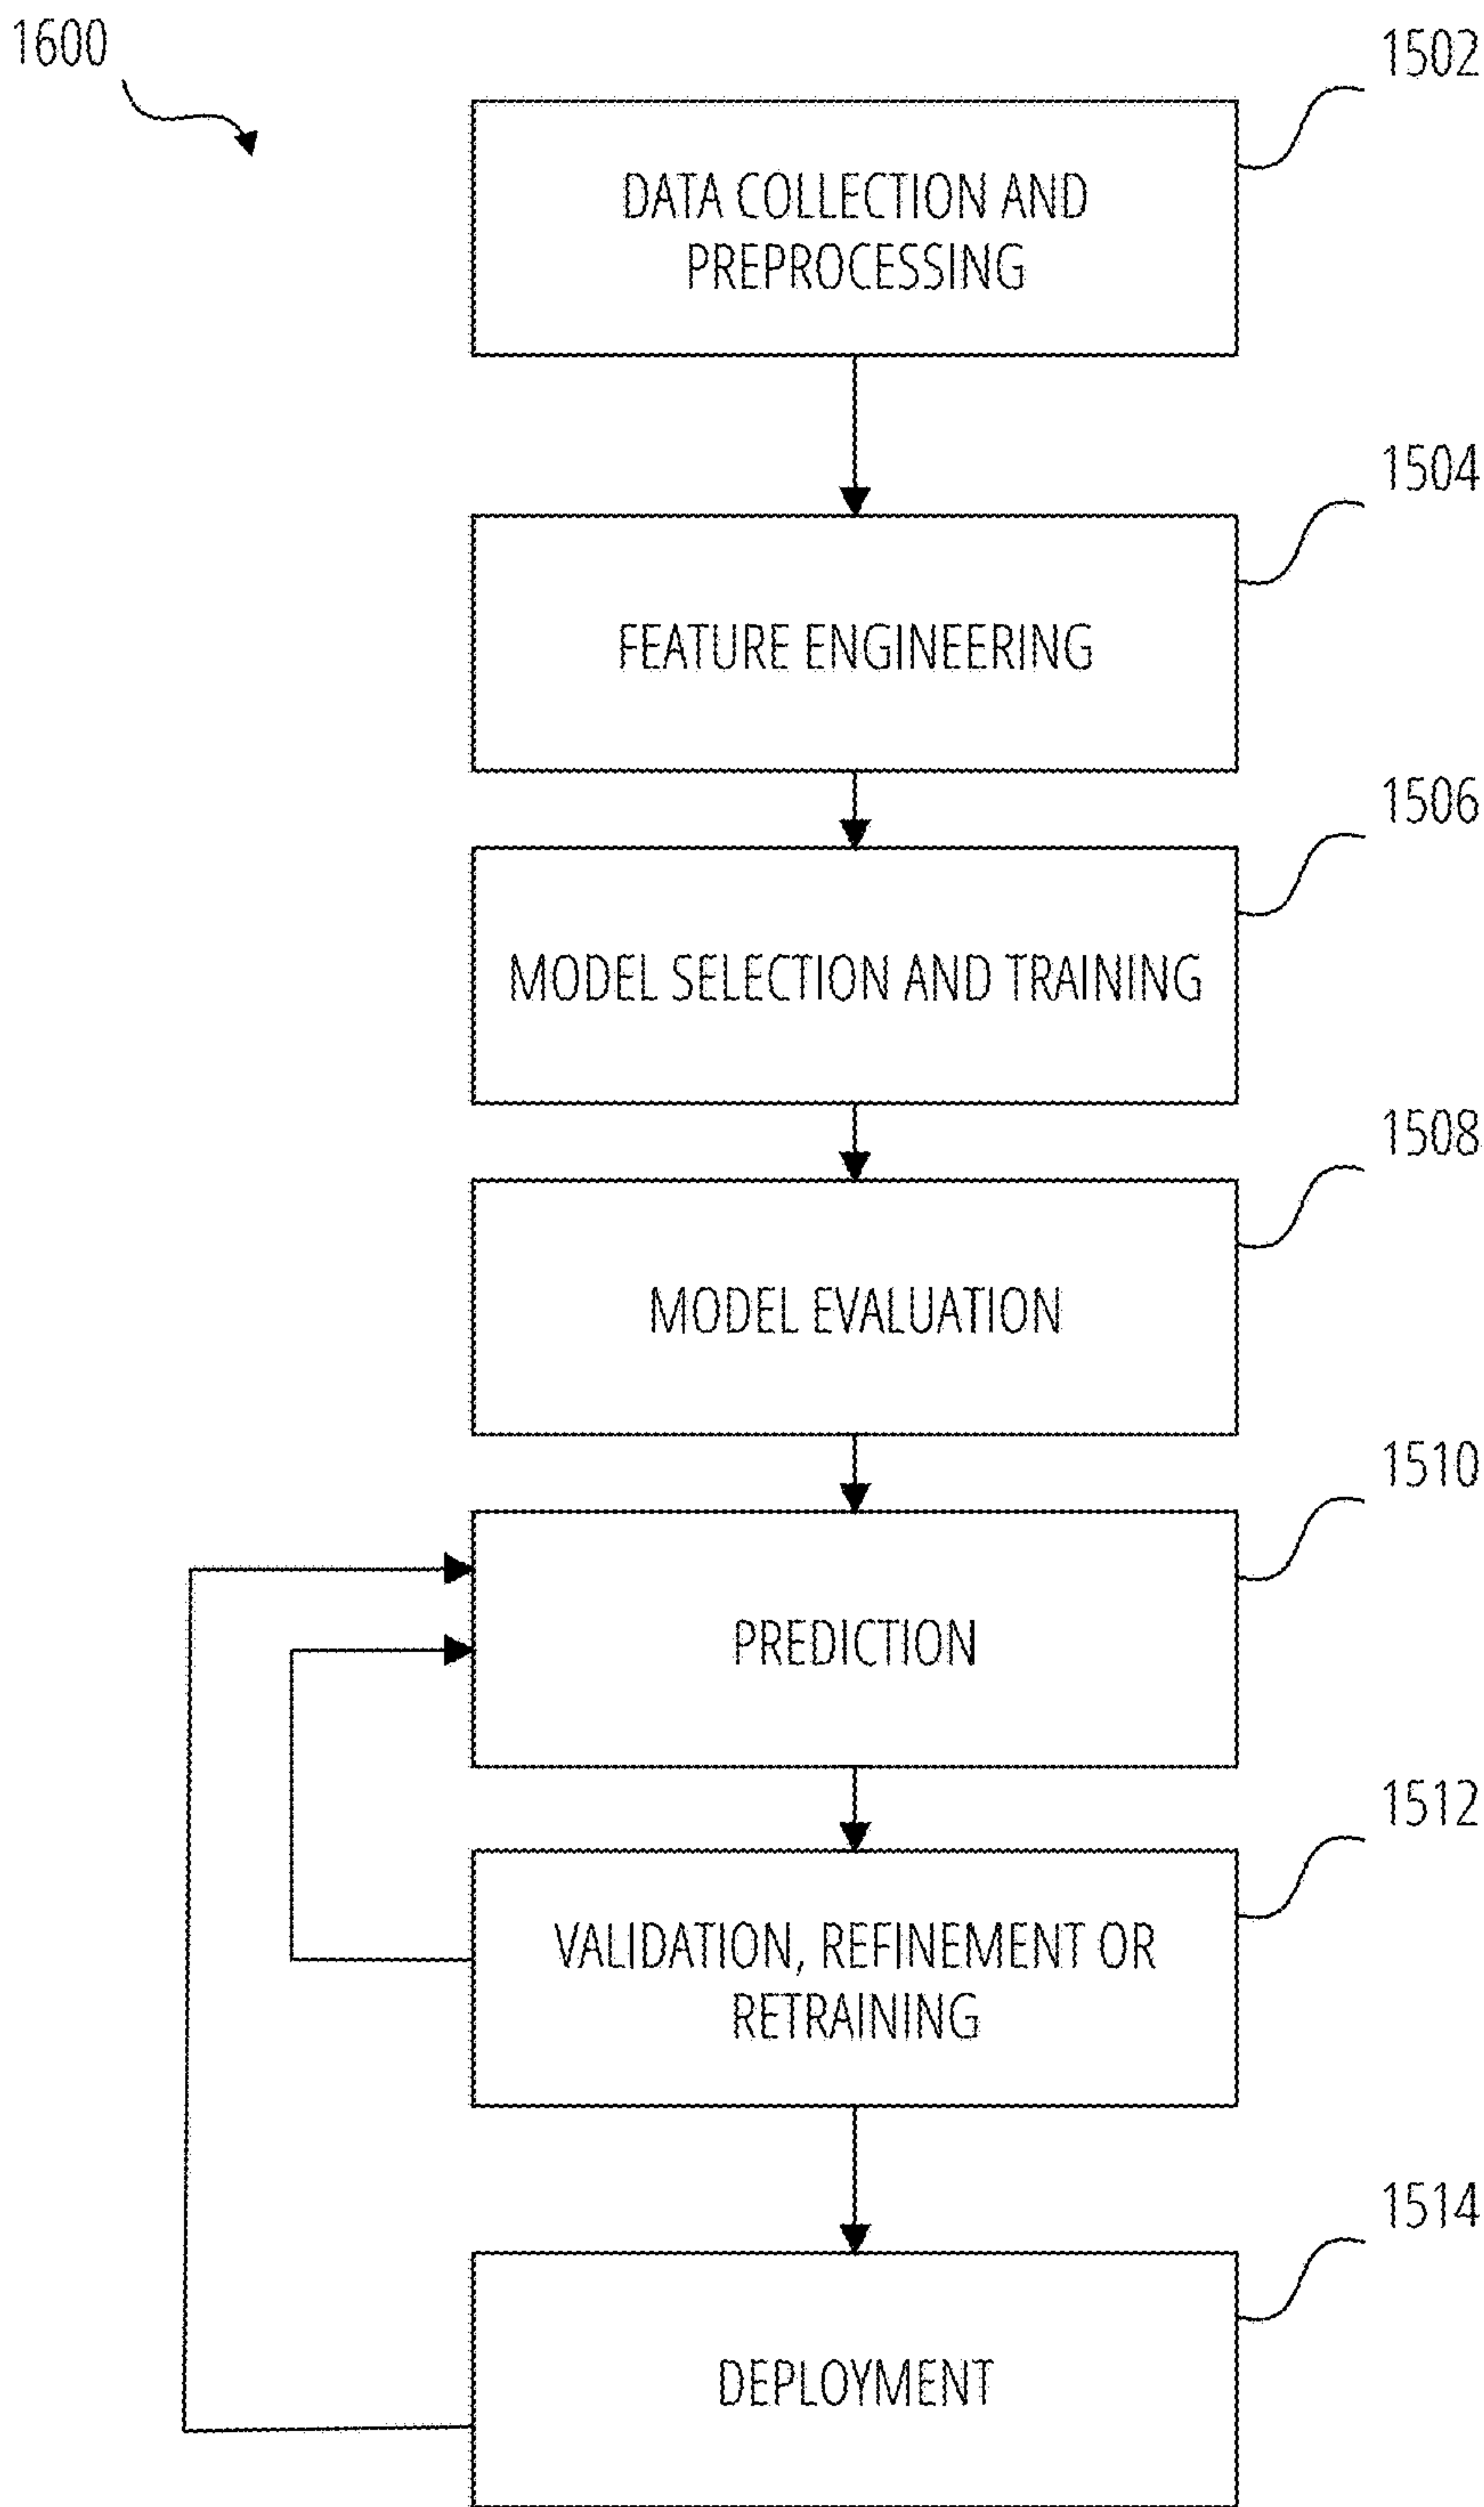 1600
1502
DATA COLLECTION AND
PREPROCESSING
1504
FEATURE ENGINEERING
1506
MODEL SELECTION AND TRAINING
1508
MODEL EVALUATION
1510
PREDICTION
1512
VALIDATION, REFINEMENT OR
RETRAINING
1514
DEPLOYMENT